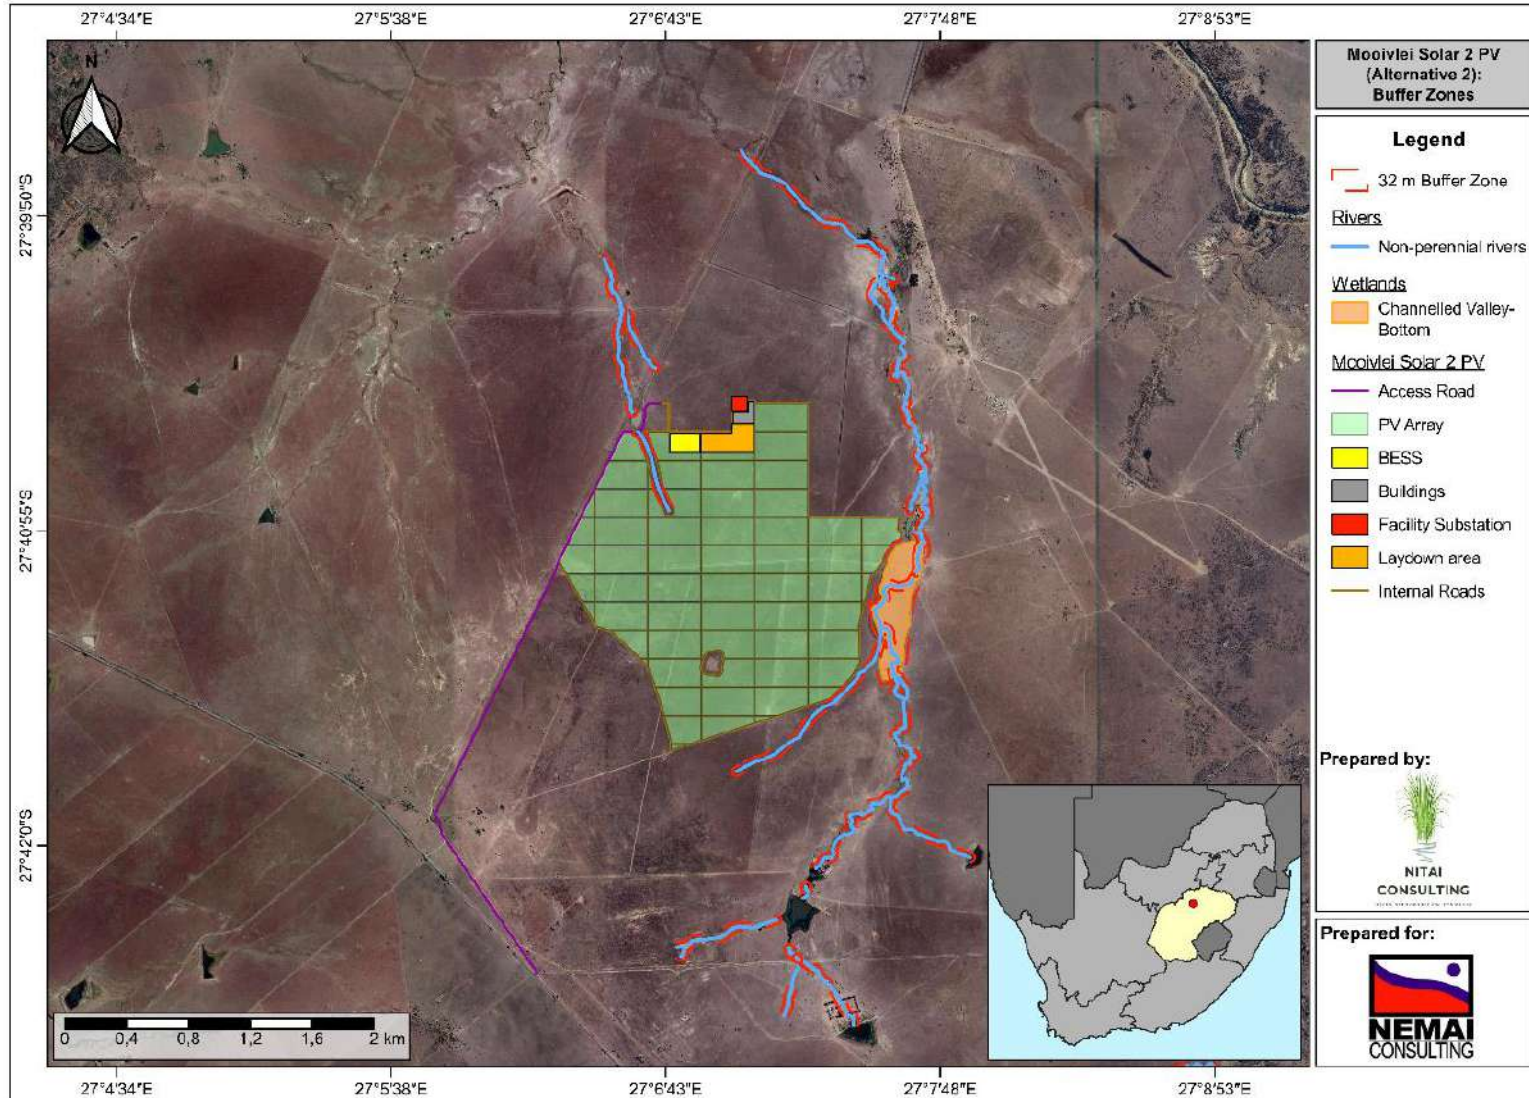 27°4'34"E 27°5'38"E 27°6'43"E 27°7'48"E 27°8'53"E
Mooivlei Solar 2 PV
(Alternative 2):
Buffer Zones
N
27°39'50"S
27°40'55"S
27°42'0"S
Legend
32 m Buffer Zone
Rivers
Non-perennial rivers
Wetlands
Channelled Valley-
Bottom
Mooivlei Solar 2 PV
Access Road
PV Array
BESS
Buildings
Facility Substation
Laydown area
Internal Roads
Prepared by:
NITAI
CONSULTING
Prepared for:
NEMAI
CONSULTING
0 0,4 0,8 1,2 1,6 2 km
27°4'34"E 27°5'38"E 27°6'43"E 27°7'48"E 27°8'53"E